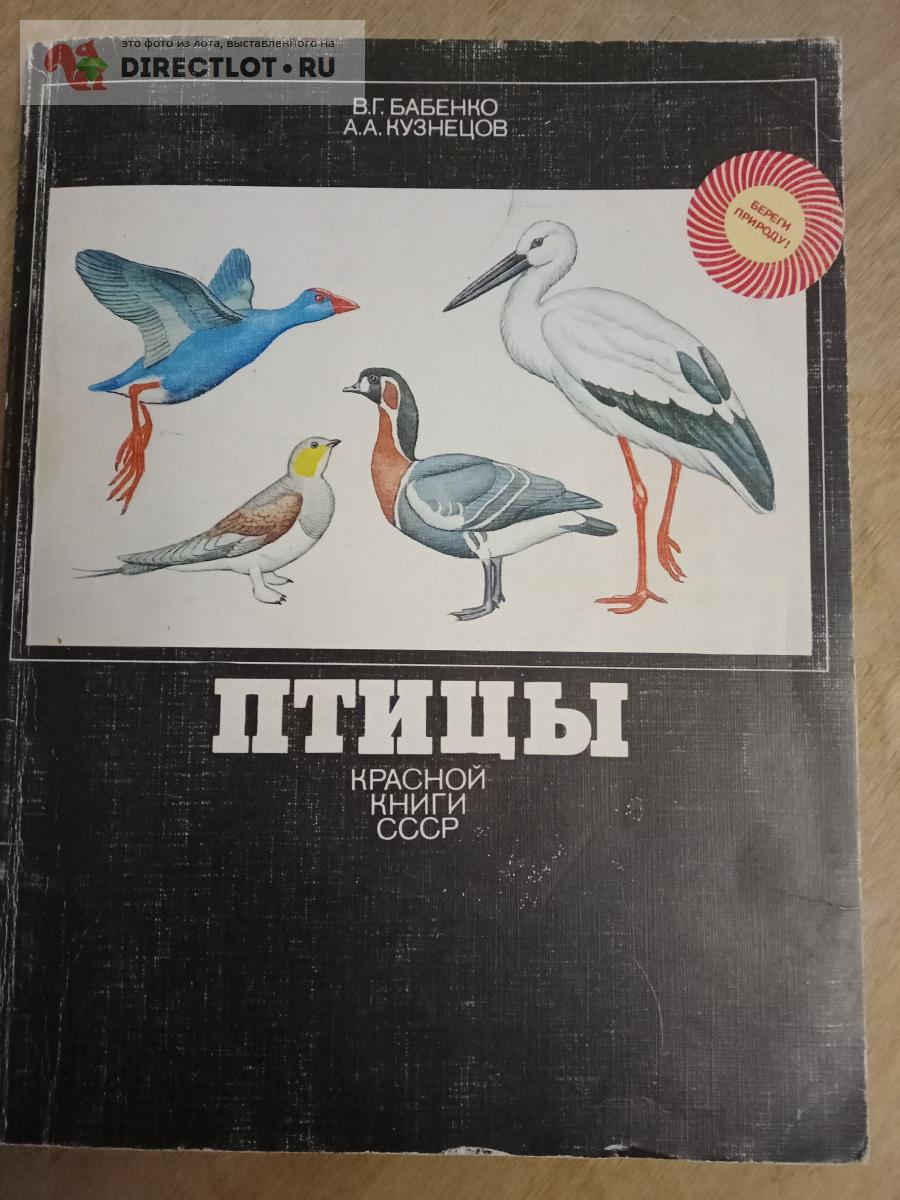 это фото из лота, выставленного на
DIRECTLOT.RU
В.Г. БАБЕНКО
А.А. КУЗНЕЦОВ
БЕРЕГИ
ПРИРОДУ!
ПТИЦЫ
КРАСНОЙ
КНИГИ
СССР